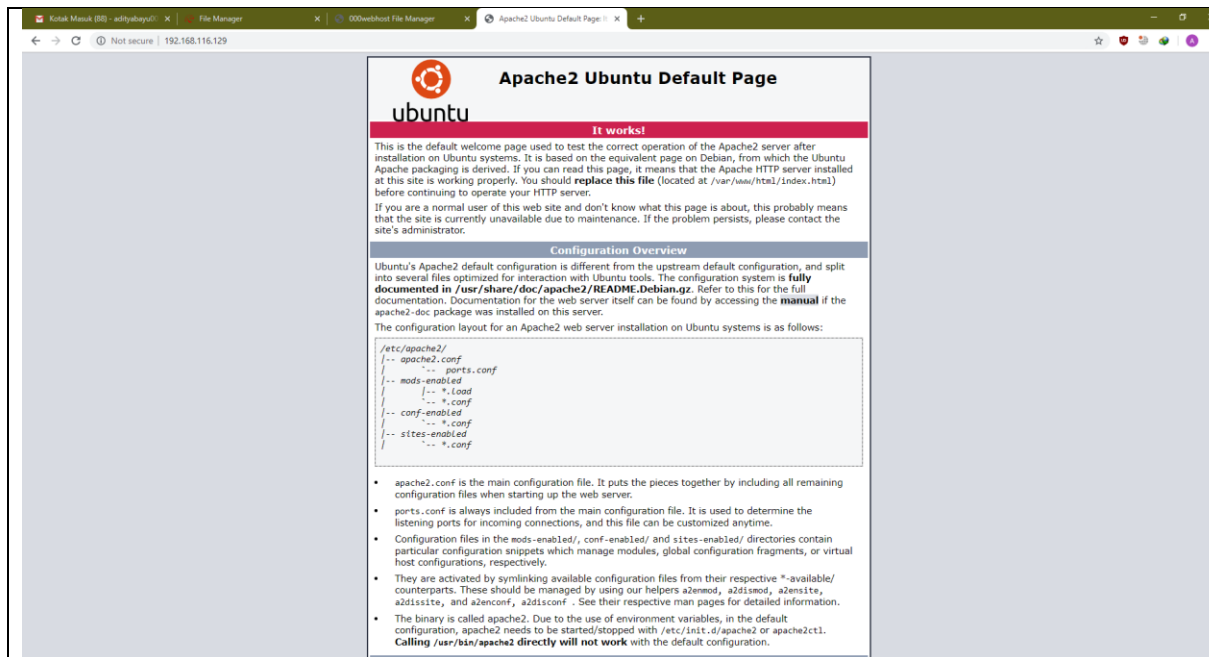 Kotak Masuk (88) - adityabayu0
File Manager
000webhost File Manager
Apache2 Ubuntu Default Page: It
Not secure | 192.168.116.129
ubuntu
Apache2 Ubuntu Default Page
It works!
This is the default welcome page used to test the correct operation of the Apache2 server after
installation on Ubuntu systems. It is based on the equivalent page on Debian, from which the Ubuntu
Apache packaging is derived. If you can read this page, it means that the Apache HTTP server installed
at this site is working properly. You should replace this file (located at /var/www/html/index.html)
before continuing to operate your HTTP server.
If you are a normal user of this web site and don't know what this page is about, this probably means
that the site is currently unavailable due to maintenance. If the problem persists, please contact the
site's administrator.
Configuration Overview
Ubuntu's Apache2 default configuration is different from the upstream default configuration, and split
into several files optimized for interaction with Ubuntu tools. The configuration system is fully
documented in /usr/share/doc/apache2/README.Debian.gz. Refer to this for the full
documentation. Documentation for the web server itself can be found by accessing the manual if the
apache2-doc package was installed on this server.
The configuration layout for an Apache2 web server installation on Ubuntu systems is as follows:
/etc/apache2/
|-- apache2.conf
|       `-- ports.conf
|-- mods-enabled
|       |-- *.load
|       `-- *.conf
|-- conf-enabled
|       `-- *.conf
|-- sites-enabled
|       `-- *.conf
• apache2.conf is the main configuration file. It puts the pieces together by including all remaining
configuration files when starting up the web server.
• ports.conf is always included from the main configuration file. It is used to determine the
listening ports for incoming connections, and this file can be customized anytime.
• Configuration files in the mods-enabled/, conf-enabled/ and sites-enabled/ directories contain
particular configuration snippets which manage modules, global configuration fragments, or virtual
host configurations, respectively.
• They are activated by symlinking available configuration files from their respective *-available/
counterparts. These should be managed by using our helpers a2enmod, a2dismod, a2ensite,
a2dissite, and a2enconf, a2disconf . See their respective man pages for detailed information.
• The binary is called apache2. Due to the use of environment variables, in the default
configuration, apache2 needs to be started/stopped with /etc/init.d/apache2 or apache2ctl.
Calling /usr/bin/apache2 directly will not work with the default configuration.